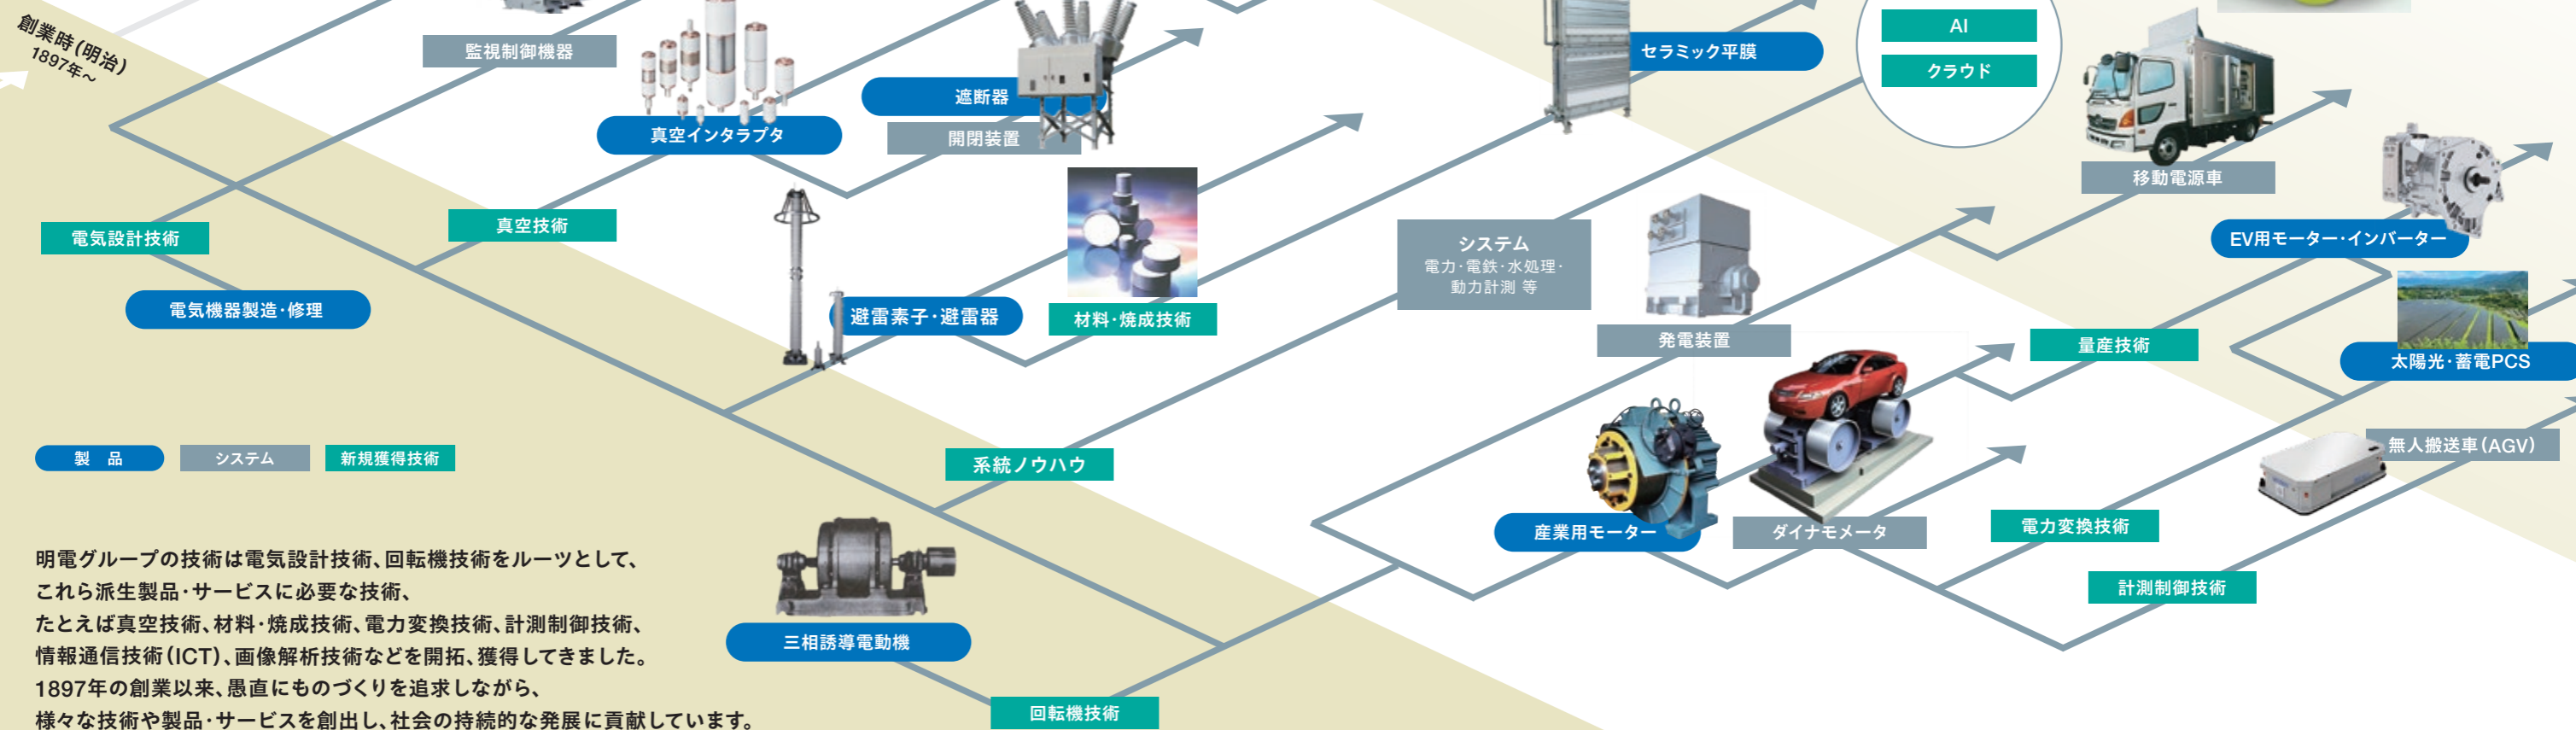 創業時(明治)
1897年～
監視制御機器
真空インタラプタ
遮断器
開閉装置
セラミック平膜
AI
クラウド
移動電源車
電気設計技術
真空技術
電気機器製造・修理
避雷素子・避雷器
材料・焼成技術
システム
電力・電鉄・水処理・
動力計測 等
発電装置
EV用モーター・インバーター
量産技術
太陽光・蓄電PCS
製 品
システム
新規獲得技術
系統ノウハウ
無人搬送車(AGV)
産業用モーター
ダイナモメータ
電力変換技術
計測制御技術
三相誘導電動機
回転機技術
明電グループの技術は電気設計技術、回転機技術をルーツとして、
これら派生製品・サービスに必要な技術、
たとえば真空技術、材料・焼成技術、電力変換技術、計測制御技術、
情報通信技術(ICT)、画像解析技術などを開拓、獲得してきました。
1897年の創業以来、愚直にものづくりを追求しながら、
様々な技術や製品・サービスを創出し、社会の持続的な発展に貢献しています。